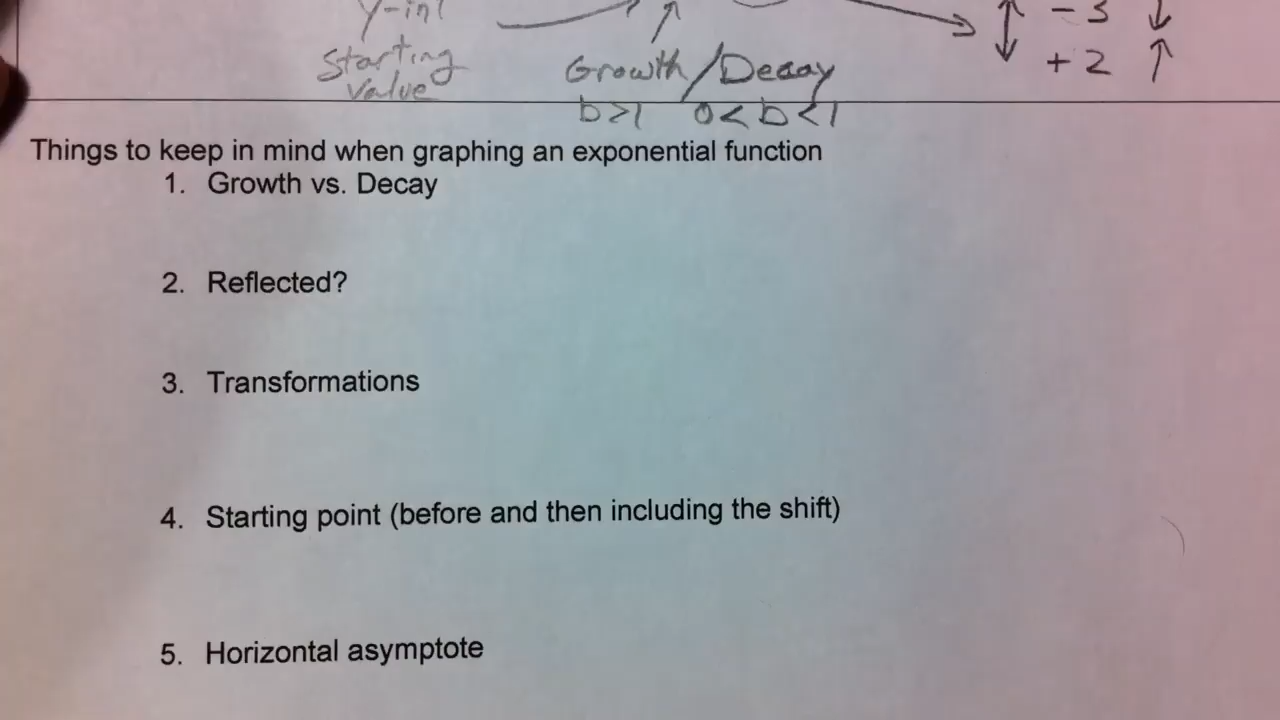 y-int
Starting
value
Growth/Decay
b>1 0<b<1
↕ -3 ↓
+2 ↑
Things to keep in mind when graphing an exponential function
1. Growth vs. Decay
2. Reflected?
3. Transformations
4. Starting point (before and then including the shift)
5. Horizontal asymptote